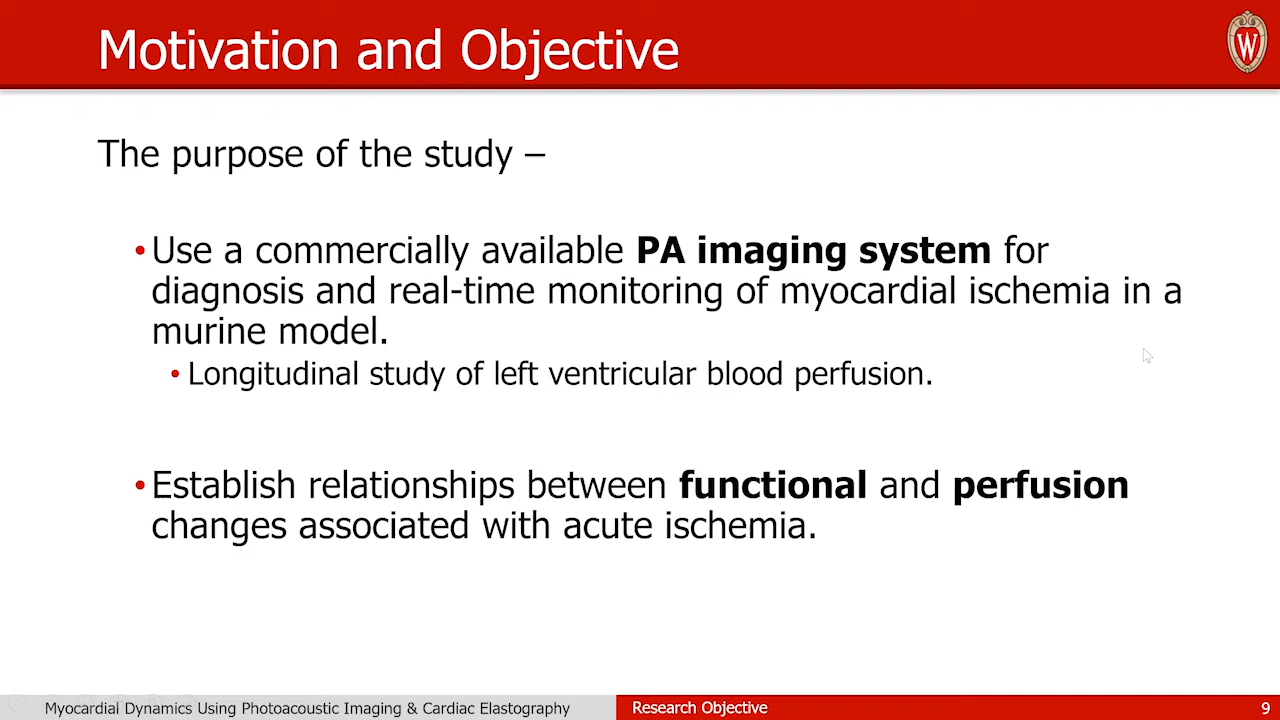 Motivation and Objective
W
The purpose of the study –
•Use a commercially available PA imaging system for
diagnosis and real-time monitoring of myocardial ischemia in a
murine model.
•Longitudinal study of left ventricular blood perfusion.
•Establish relationships between functional and perfusion
changes associated with acute ischemia.
Myocardial Dynamics Using Photoacoustic Imaging & Cardiac Elastography
Research Objective
9